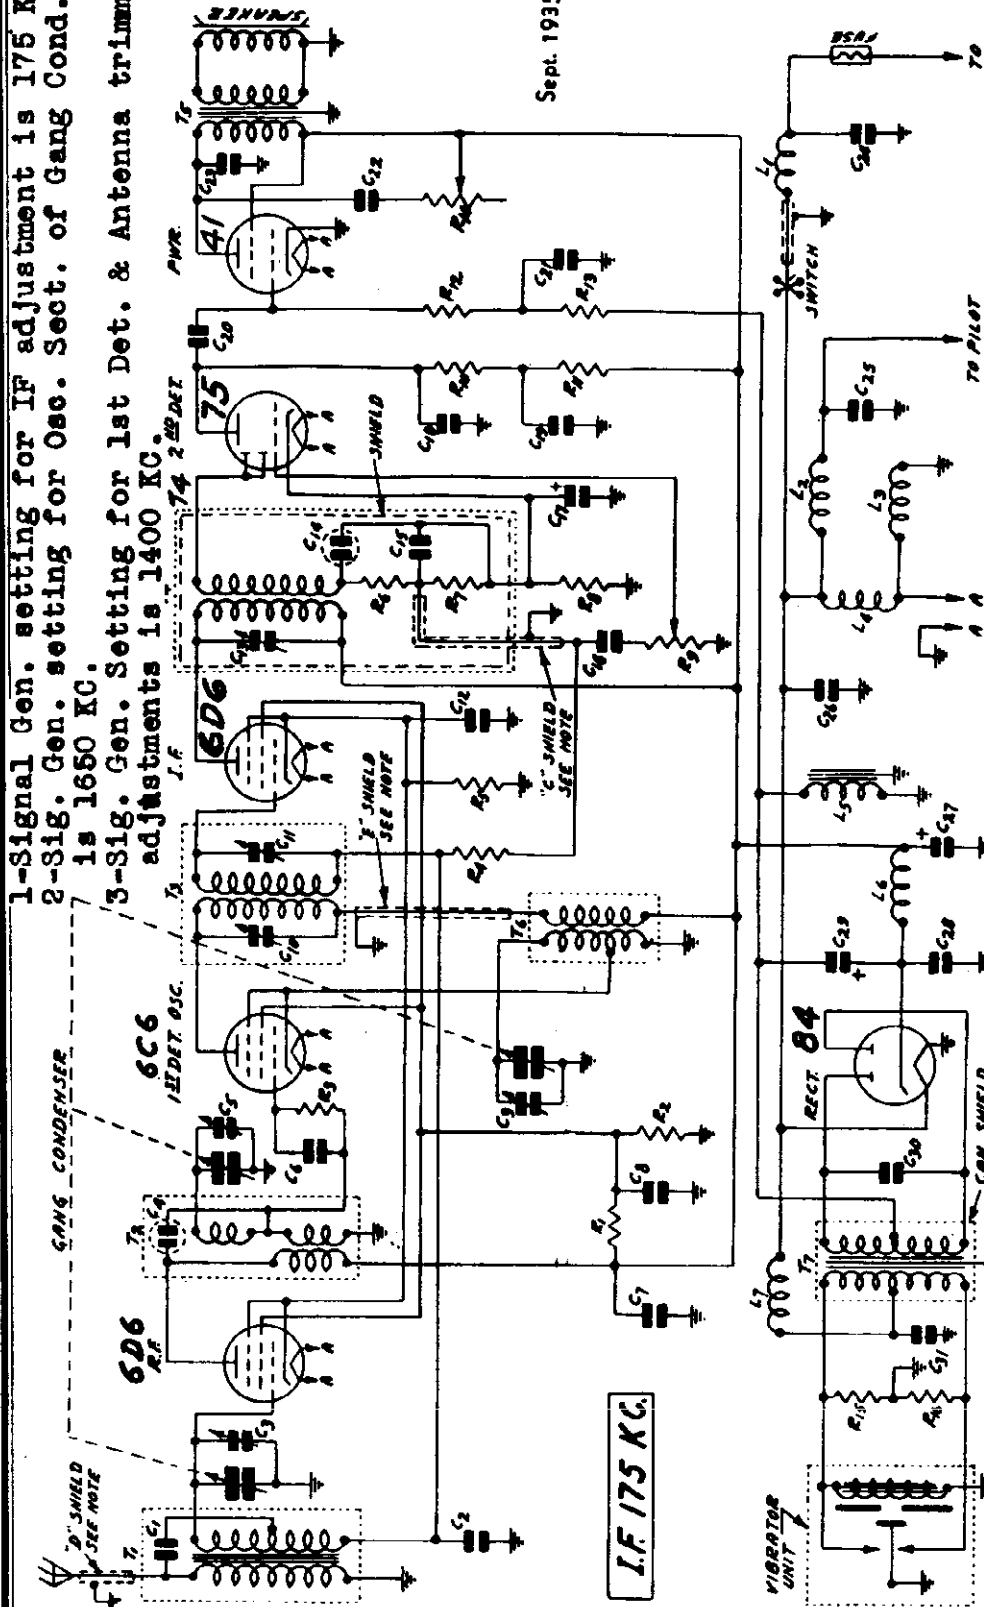 1-Signal Gen. setting for IF adjustment is 175 K
2-Sig. Gen. setting for Osc. Sect. of Gang Cond.
is 1650 KC.
3-Sig. Gen. Setting for 1st Det. & Antenna trimm
adjustments is 1400 KC.
GANG CONDENSER
"D" SHIELD
SEE NOTE
T1
C1
C2
C3
6D6
R.F.
T2
C4
C5
C6
R3
6C6
1ST DET. OSC.
T3
C10
C11
6D6
I.F.
T4
C13
C14
SHIELD
C15
R6
R7
R8
75
2ND DET.
C20
PWR.
41
C23
T5
SPEAKER
C22
R12
C21
R13
R10
R11
C18
C19
C17
R9
C16
"C" SHIELD
SEE NOTE
C12
R5
"E" SHIELD
SEE NOTE
R4
T6
C9
R1
R2
C8
C7
Sept. 193
I.F. 175 KC.
VIBRATOR
UNIT
R15
R16
C31
L7
T7
C30
CAN SHIELD
RECT.
84
C29
C28
L6
C27
L5
C26
L4
L2
L3
C25
TO PILOT
SWITCH
L1
C24
FUSE
TO
A A
A A
A A
A A
A A
A A